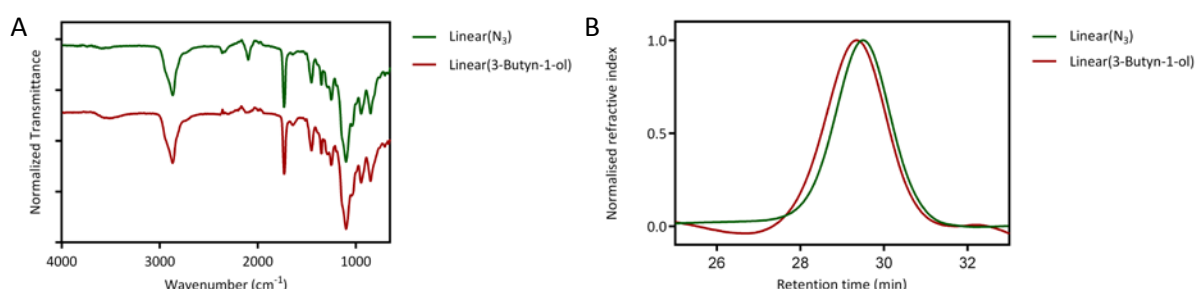 A
Normalized Transmittance
4000
3000
2000
1000
Wavenumber (cm⁻¹)
Linear(N₃)
Linear(3-Butyn-1-ol)
B
Normalised refractive index
1.0
0.5
0.0
26
28
30
32
Retention time (min)
Linear(N₃)
Linear(3-Butyn-1-ol)